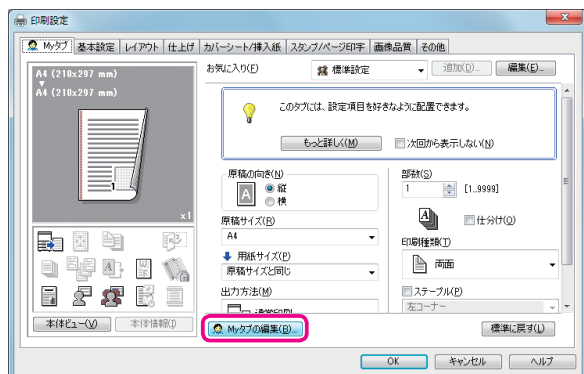 印刷設定
Myタブ 基本設定 レイアウト 仕上げ カバーシート/挿入紙 スタンプ/ページ印字 画像品質 その他
A4 (210x297 mm)
A4 (210x297 mm)
1
x1
お気に入り(F) 標準設定 追加(D)... 編集(E)...
このタブには、設定項目を好きなように配置できます。
もっと詳しく(M) 次回から表示しない(N)
原稿の向き(N)
A 縦
横
原稿サイズ(R)
A4
用紙サイズ(Z)
原稿サイズと同じ
出力方法(M)
通常印刷
部数(S)
1 [1..9999]
仕分け(O)
印刷種類(T)
両面
ステープル(P)
左コーナー
本体ビュー(V) 本体情報(I) Myタブの編集(B)... 標準に戻す(L)
OK キャンセル ヘルプ